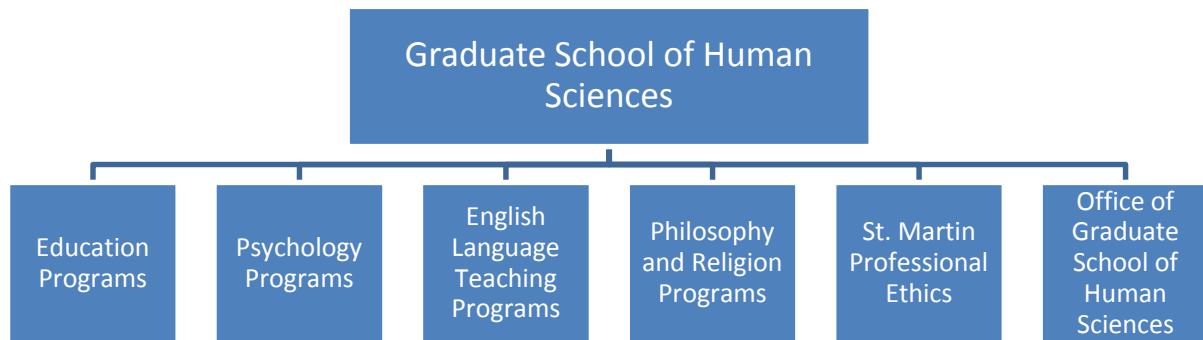 Graduate School of Human
Sciences
Education
Programs
Psychology
Programs
English
Language
Teaching
Programs
Philosophy
and Religion
Programs
St. Martin
Professional
Ethics
Office of
Graduate
School of
Human
Sciences